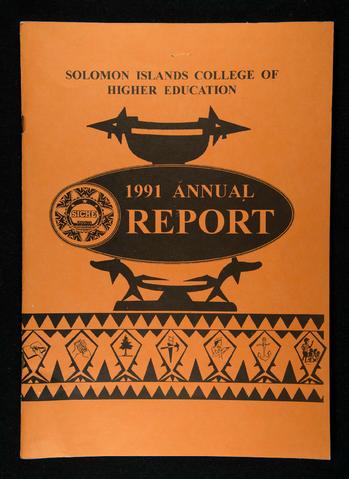 SOLOMON ISLANDS COLLEGE OF
HIGHER EDUCATION
1991 ANNUAL
REPORT
SICHE